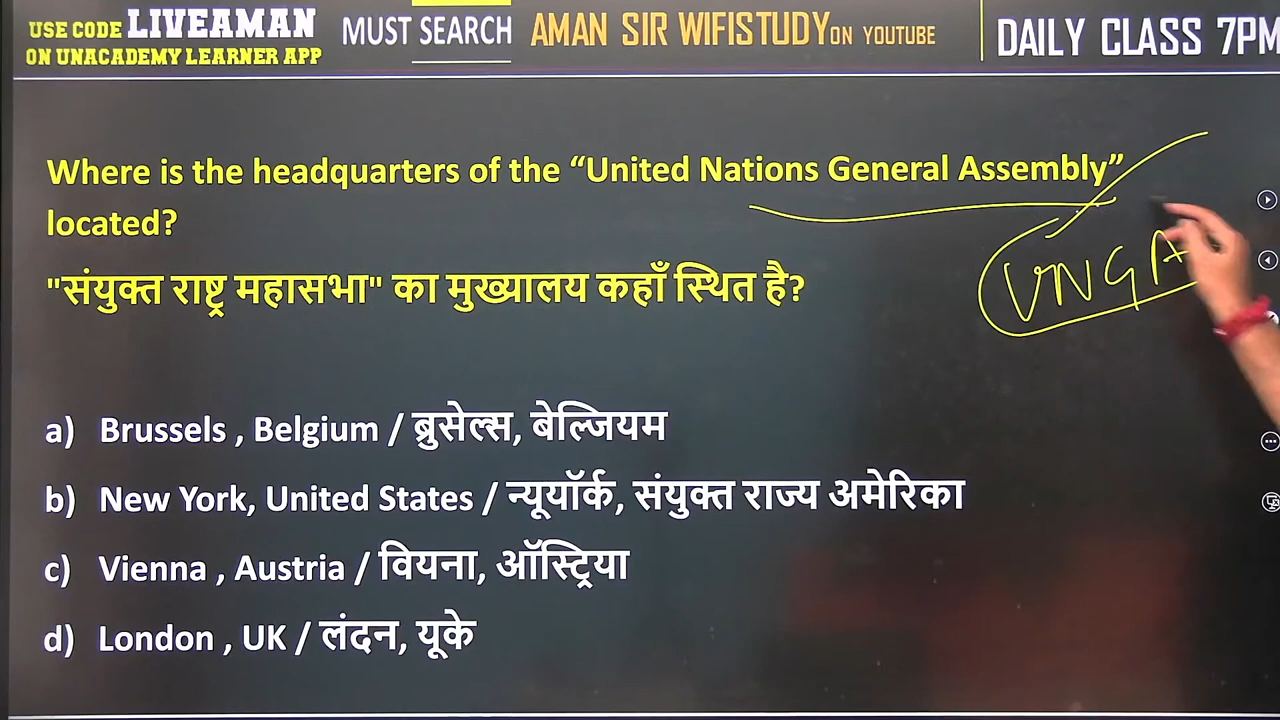 USE CODE LIVEAMAN
ON UNACADEMY LEARNER APP
MUST SEARCH
AMAN SIR WIFISTUDY ON YOUTUBE
DAILY CLASS 7PM
Where is the headquarters of the “United Nations General Assembly”
located?
"संयुक्त राष्ट्र महासभा" का मुख्यालय कहाँ स्थित है?
UNGA
a) Brussels , Belgium / ब्रुसेल्स, बेल्जियम
b) New York, United States / न्यूयॉर्क, संयुक्त राज्य अमेरिका
c) Vienna , Austria / वियना, ऑस्ट्रिया
d) London , UK / लंदन, यूके